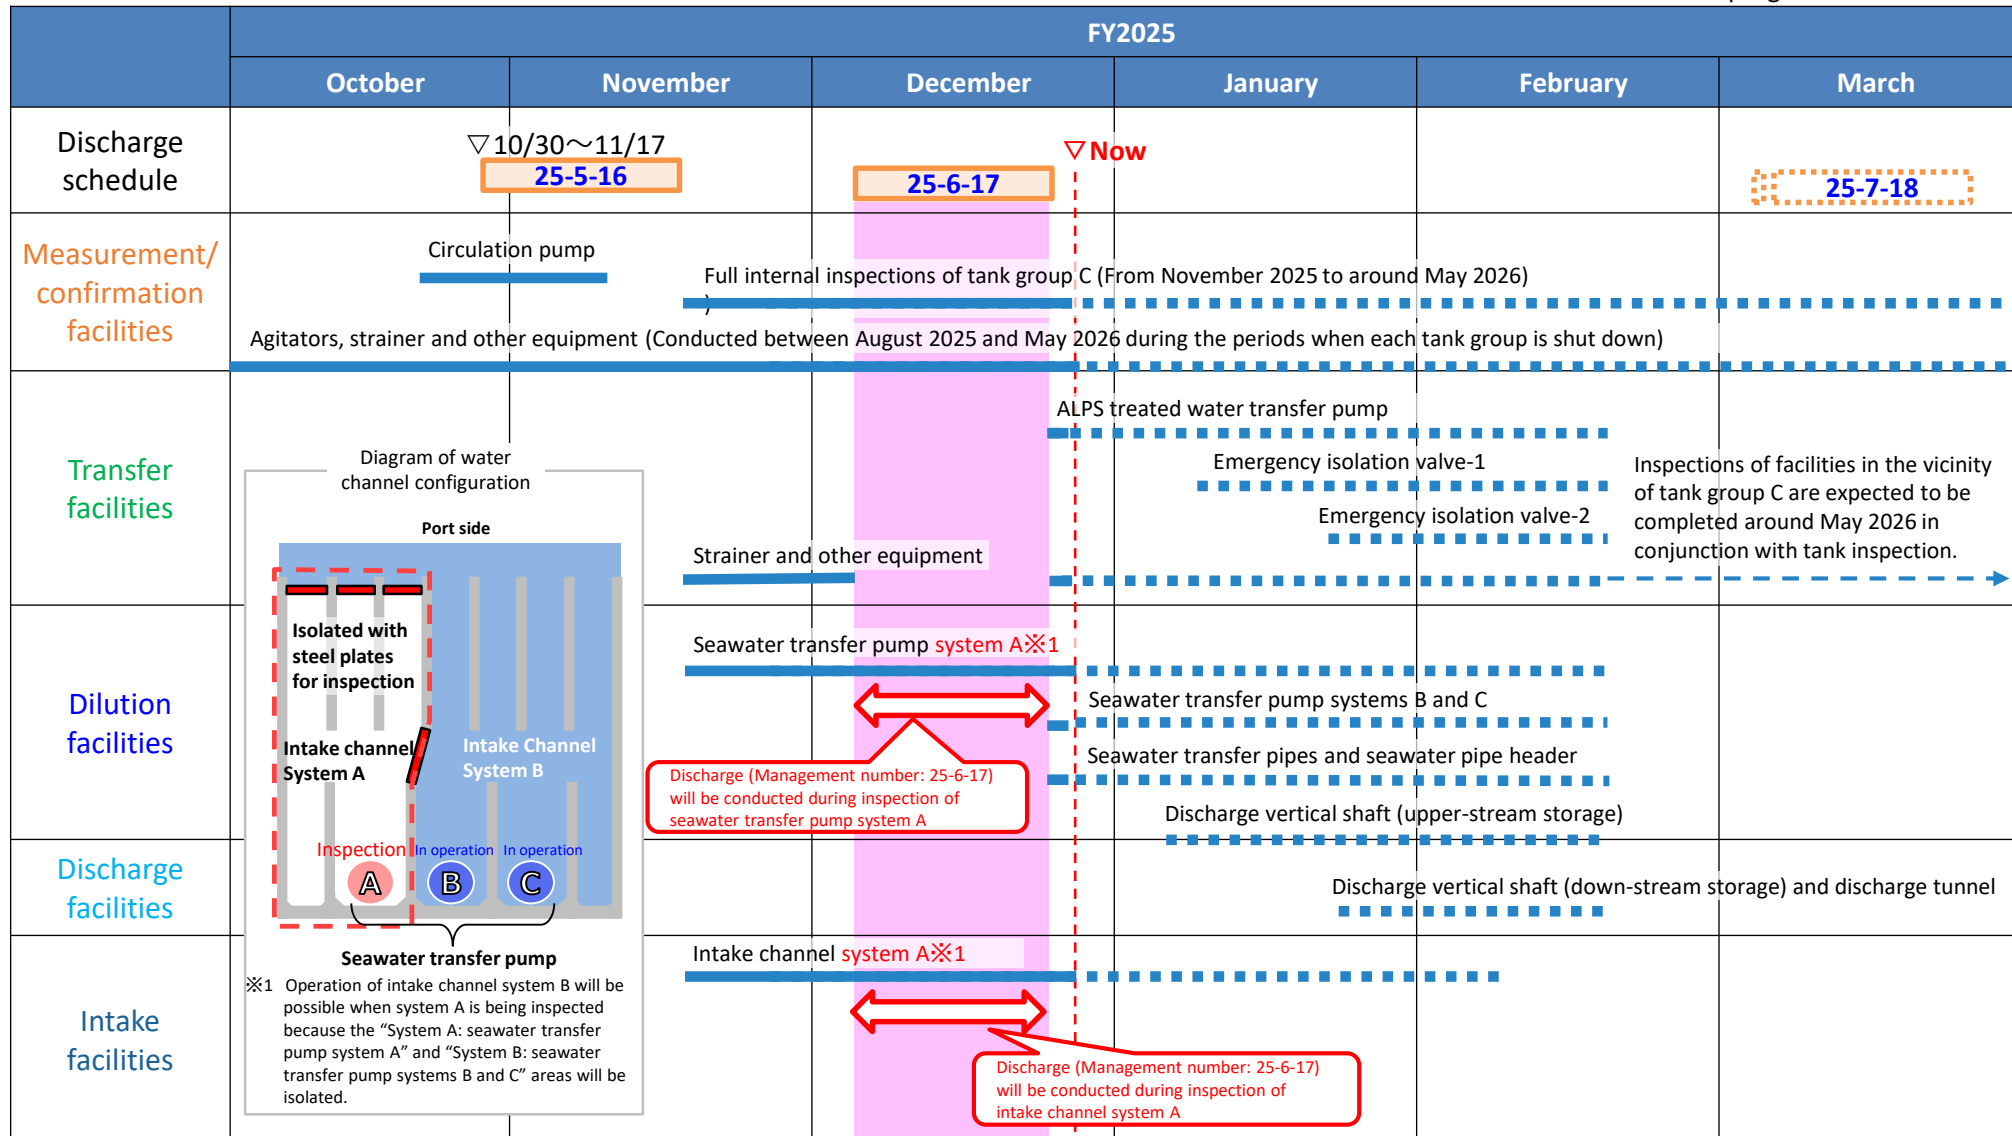 FY2025
October November December January February March
Discharge
schedule
▽10/30～11/17
25-5-16
25-6-17
▽Now
25-7-18
Measurement/
confirmation
facilities
Circulation pump
Full internal inspections of tank group C (From November 2025 to around May 2026)
)
Agitators, strainer and other equipment (Conducted between August 2025 and May 2026 during the periods when each tank group is shut down)
Transfer
facilities
ALPS treated water transfer pump
Emergency isolation valve-1
Emergency isolation valve-2
Strainer and other equipment
Inspections of facilities in the vicinity
of tank group C are expected to be
completed around May 2026 in
conjunction with tank inspection.
Diagram of water
channel configuration
Port side
Isolated with
steel plates
for inspection
Intake channel
System A
Intake Channel
System B
Inspection
In operation
In operation
A
B
C
Seawater transfer pump
※1 Operation of intake channel system B will be
possible when system A is being inspected
because the “System A: seawater transfer
pump system A” and “System B: seawater
transfer pump systems B and C” areas will be
isolated.
Dilution
facilities
Seawater transfer pump system A※1
Seawater transfer pump systems B and C
Seawater transfer pipes and seawater pipe header
Discharge (Management number: 25-6-17)
will be conducted during inspection of
seawater transfer pump system A
Discharge vertical shaft (upper-stream storage)
Discharge
facilities
Discharge vertical shaft (down-stream storage) and discharge tunnel
Intake
facilities
Intake channel system A※1
Discharge (Management number: 25-6-17)
will be conducted during inspection of
intake channel system A